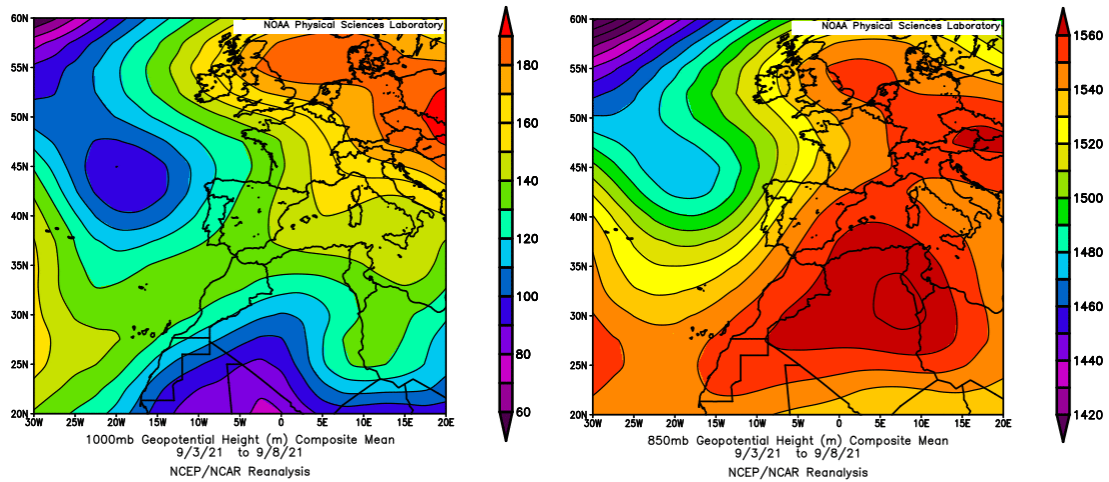 NOAA Physical Sciences Laboratory
60N
55N
50N
45N
40N
35N
30N
25N
20N
30W 25W 20W 15W 10W 5W 0 5E 10E 15E 20E
180
160
140
120
100
80
60
1000mb Geopotential Height (m) Composite Mean
9/3/21 to 9/8/21
NCEP/NCAR Reanalysis
NOAA Physical Sciences Laboratory
60N
55N
50N
45N
40N
35N
30N
25N
20N
30W 25W 20W 15W 10W 5W 0 5E 10E 15E 20E
1560
1540
1520
1500
1480
1460
1440
1420
850mb Geopotential Height (m) Composite Mean
9/3/21 to 9/8/21
NCEP/NCAR Reanalysis